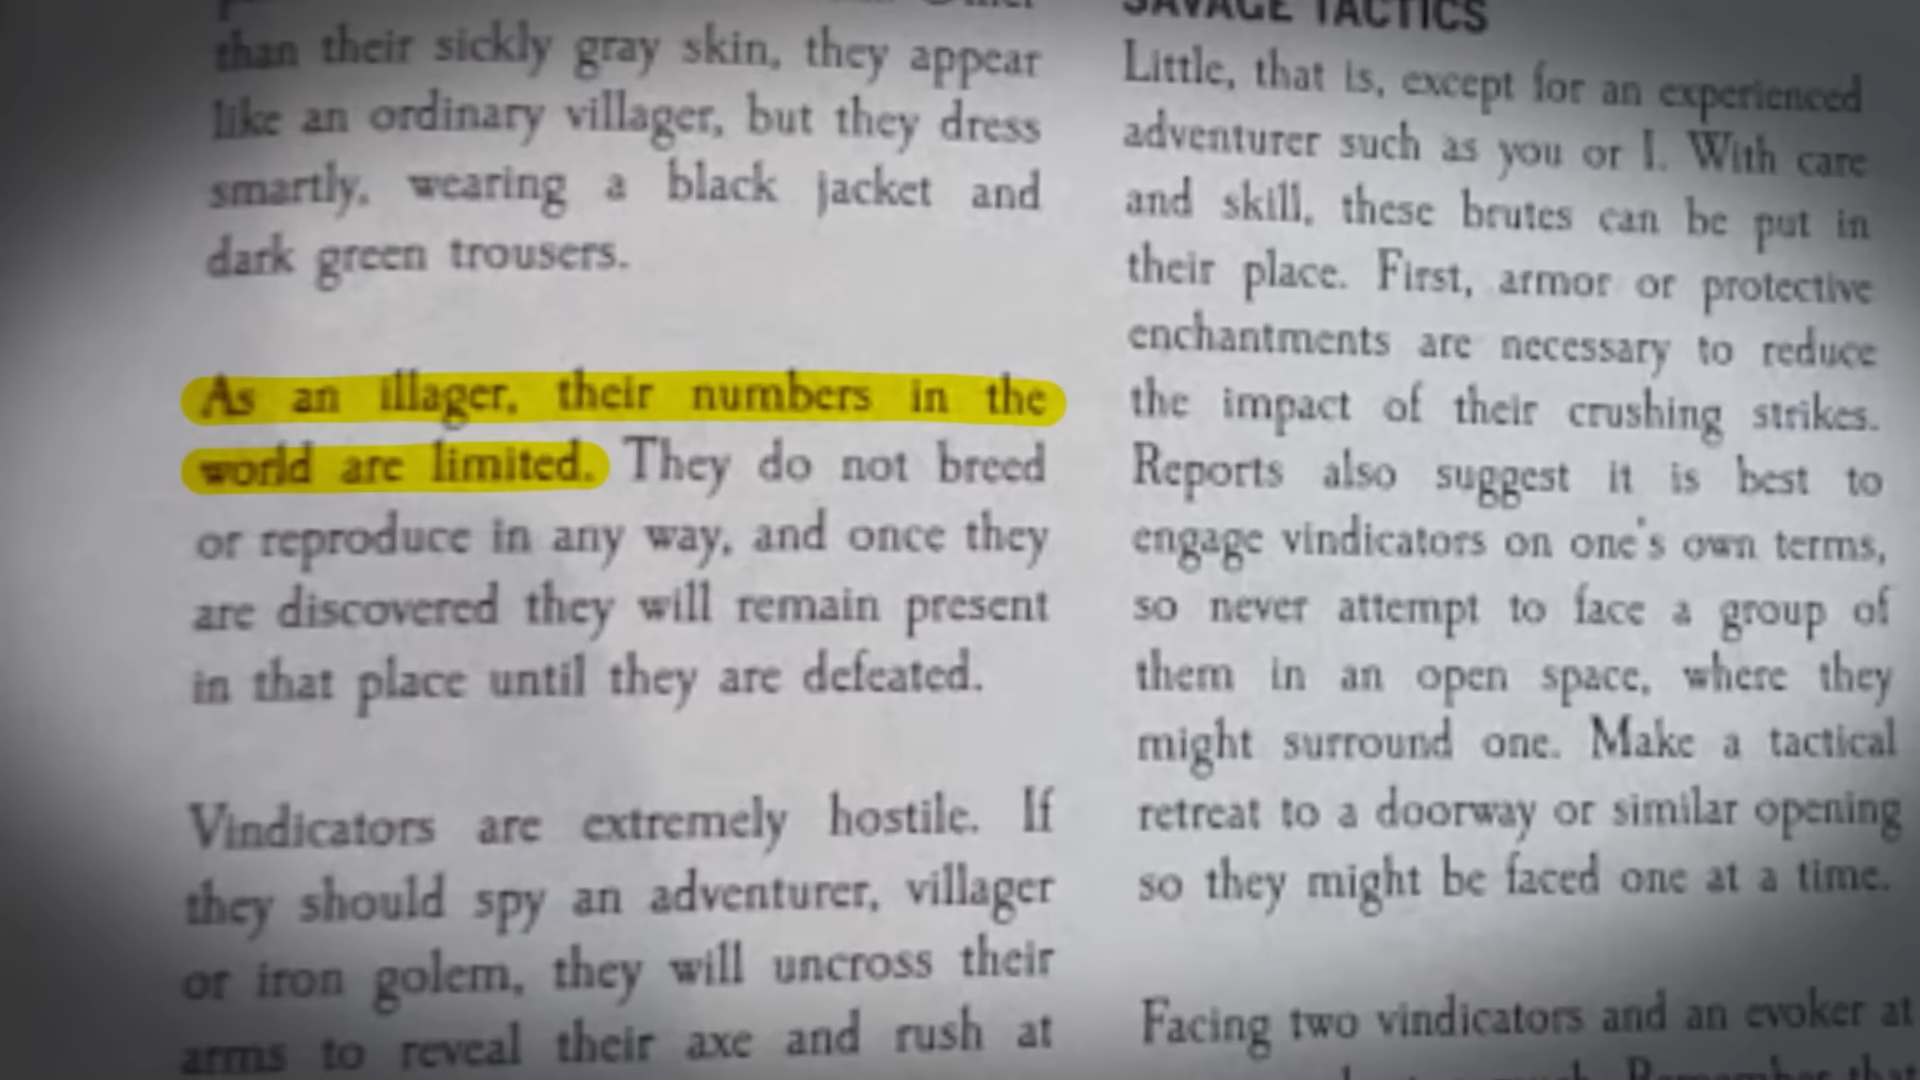 than their sickly gray skin, they appear
like an ordinary villager, but they dress
smartly, wearing a black jacket and
dark green trousers.
As an illager, their numbers in the
world are limited. They do not breed
or reproduce in any way, and once they
are discovered they will remain present
in that place until they are defeated.
Vindicators are extremely hostile. If
they should spy an adventurer, villager
or iron golem, they will uncross their
arms to reveal their axe and rush at
SAVAGE TACTICS
Little, that is, except for an experienced
adventurer such as you or I. With care
and skill, these brutes can be put in
their place. First, armor or protective
enchantments are necessary to reduce
the impact of their crushing strikes.
Reports also suggest it is best to
engage vindicators on one's own terms,
so never attempt to face a group of
them in an open space, where they
might surround one. Make a tactical
retreat to a doorway or similar opening
so they might be faced one at a time.
Facing two vindicators and an evoker at
Remember that